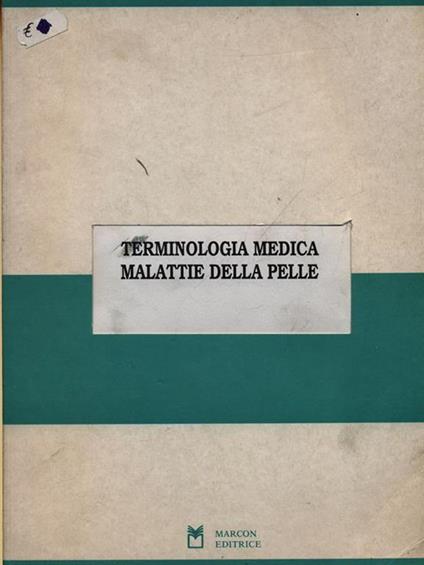 €
TERMINOLOGIA MEDICA
MALATTIE DELLA PELLE
MARCON
EDITRICE